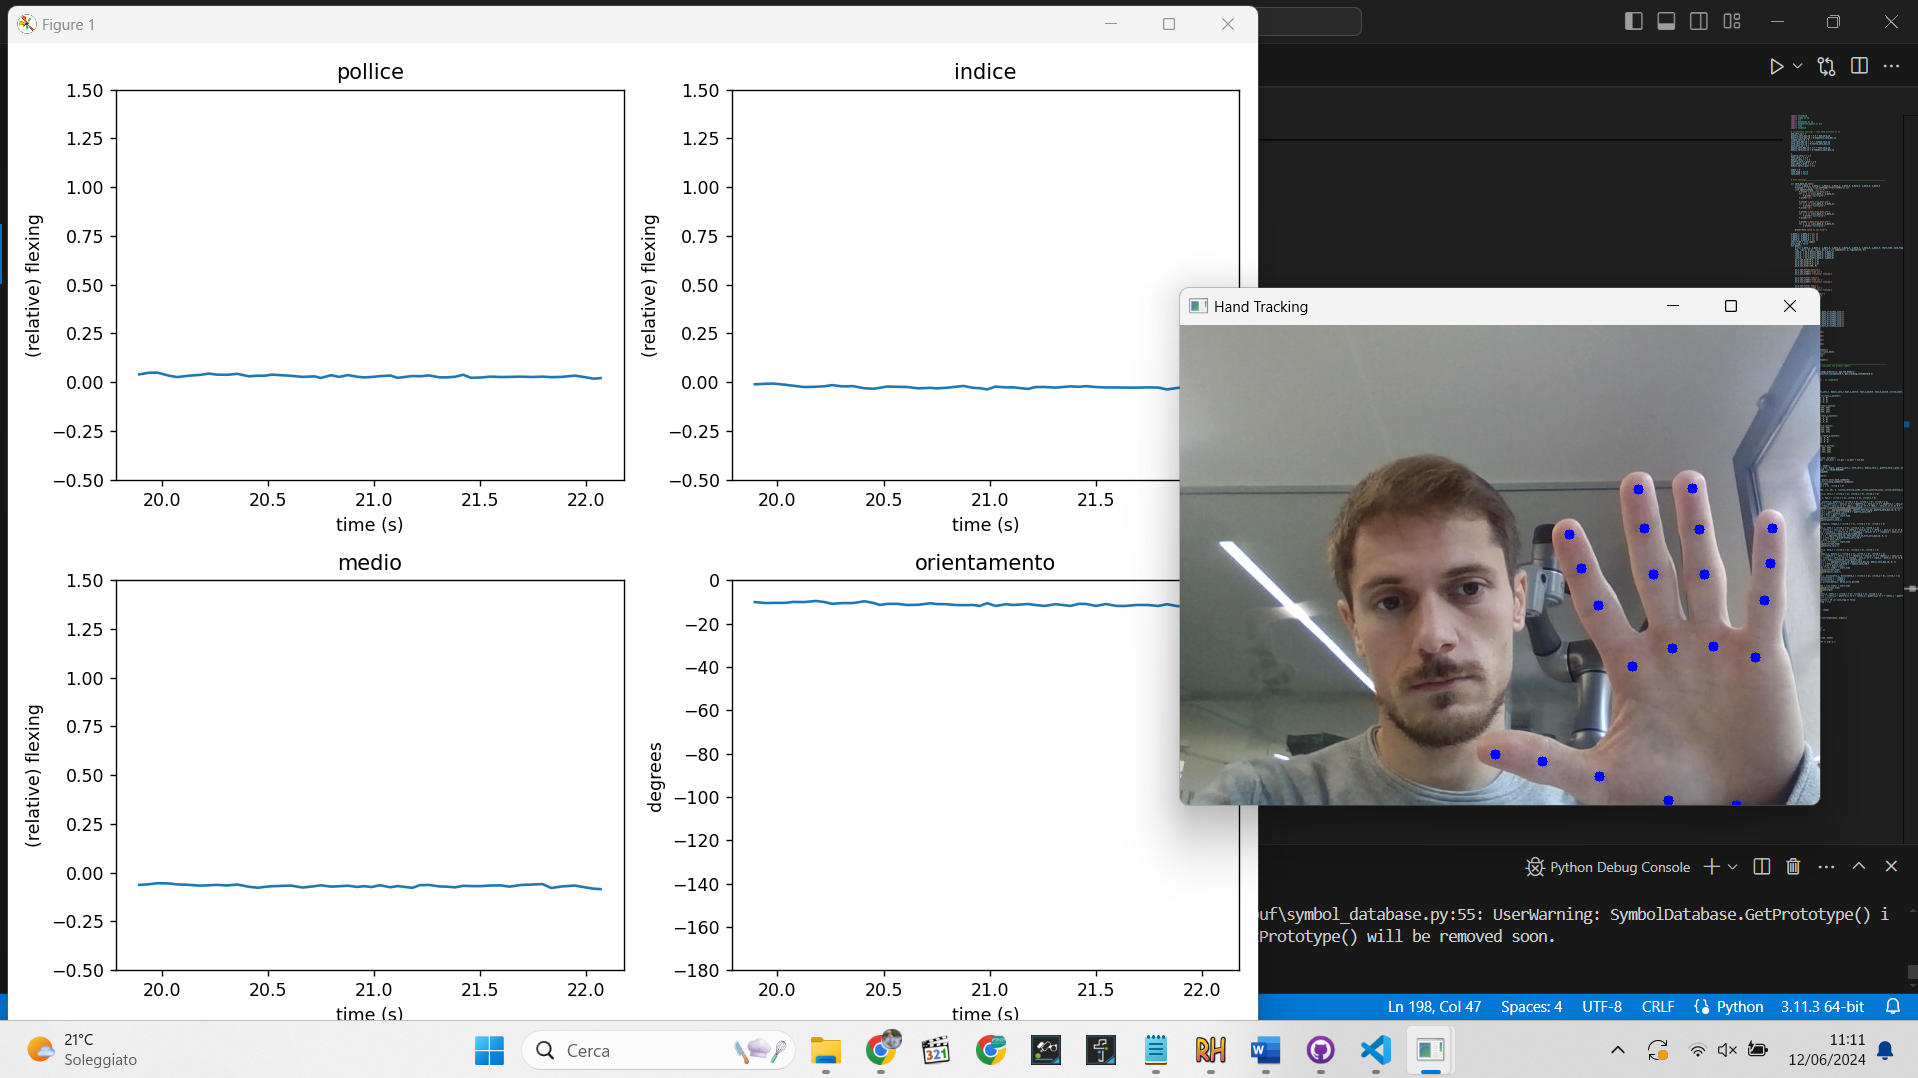 Figure 1
pollice
1.50
1.25
1.00
0.75
0.50
0.25
0.00
−0.25
−0.50
(relative) flexing
20.0 20.5 21.0 21.5 22.0
time (s)
indice
1.50
1.25
1.00
0.75
0.50
0.25
0.00
−0.25
−0.50
(relative) flexing
20.0 20.5 21.0 21.5
time (s)
medio
1.50
1.25
1.00
0.75
0.50
0.25
0.00
−0.25
−0.50
(relative) flexing
20.0 20.5 21.0 21.5 22.0
time (s)
orientamento
0
−20
−40
−60
−80
−100
−120
−140
−160
−180
degrees
20.0 20.5 21.0 21.5 22.0
time (s)
Hand Tracking
Python Debug Console
uf\symbol_database.py:55: UserWarning: SymbolDatabase.GetPrototype() i
Prototype() will be removed soon.
Ln 198, Col 47 Spaces: 4 UTF-8 CRLF Python 3.11.3 64-bit
21°C
Soleggiato
Cerca
321
RH
W
11:11
12/06/2024